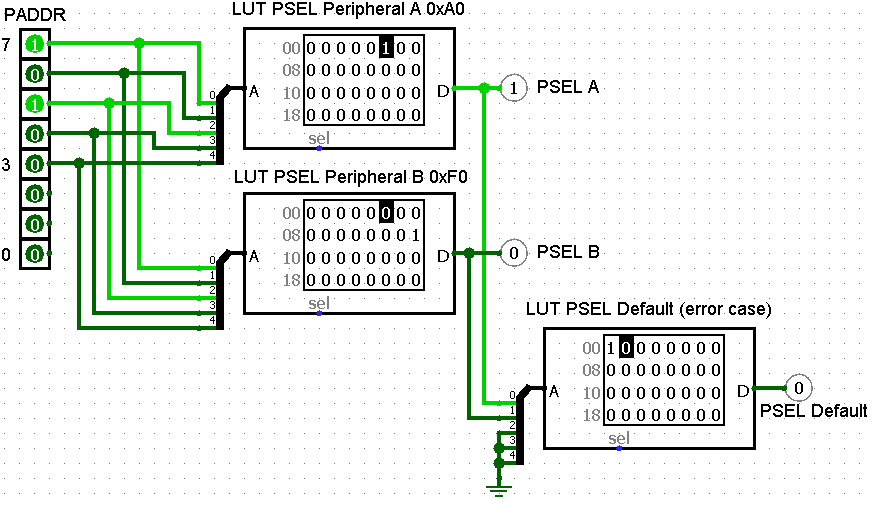 LUT PSEL Peripheral A 0xA0
PADDR
7 1
0
1
0
3 0
0
0
0 0
00 0 0 0 0 0 1 0 0
08 0 0 0 0 0 0 0 0
10 0 0 0 0 0 0 0 0
18 0 0 0 0 0 0 0 0
A
D
sel
0
1
2
3
4
1 PSEL A
LUT PSEL Peripheral B 0xF0
00 0 0 0 0 0 0 0 0
08 0 0 0 0 0 0 0 1
10 0 0 0 0 0 0 0 0
18 0 0 0 0 0 0 0 0
A
D
sel
0
1
2
3
4
0 PSEL B
LUT PSEL Default (error case)
00 1 0 0 0 0 0 0 0
08 0 0 0 0 0 0 0 0
10 0 0 0 0 0 0 0 0
18 0 0 0 0 0 0 0 0
A
D
sel
0
1
2
3
4
0
PSEL Default